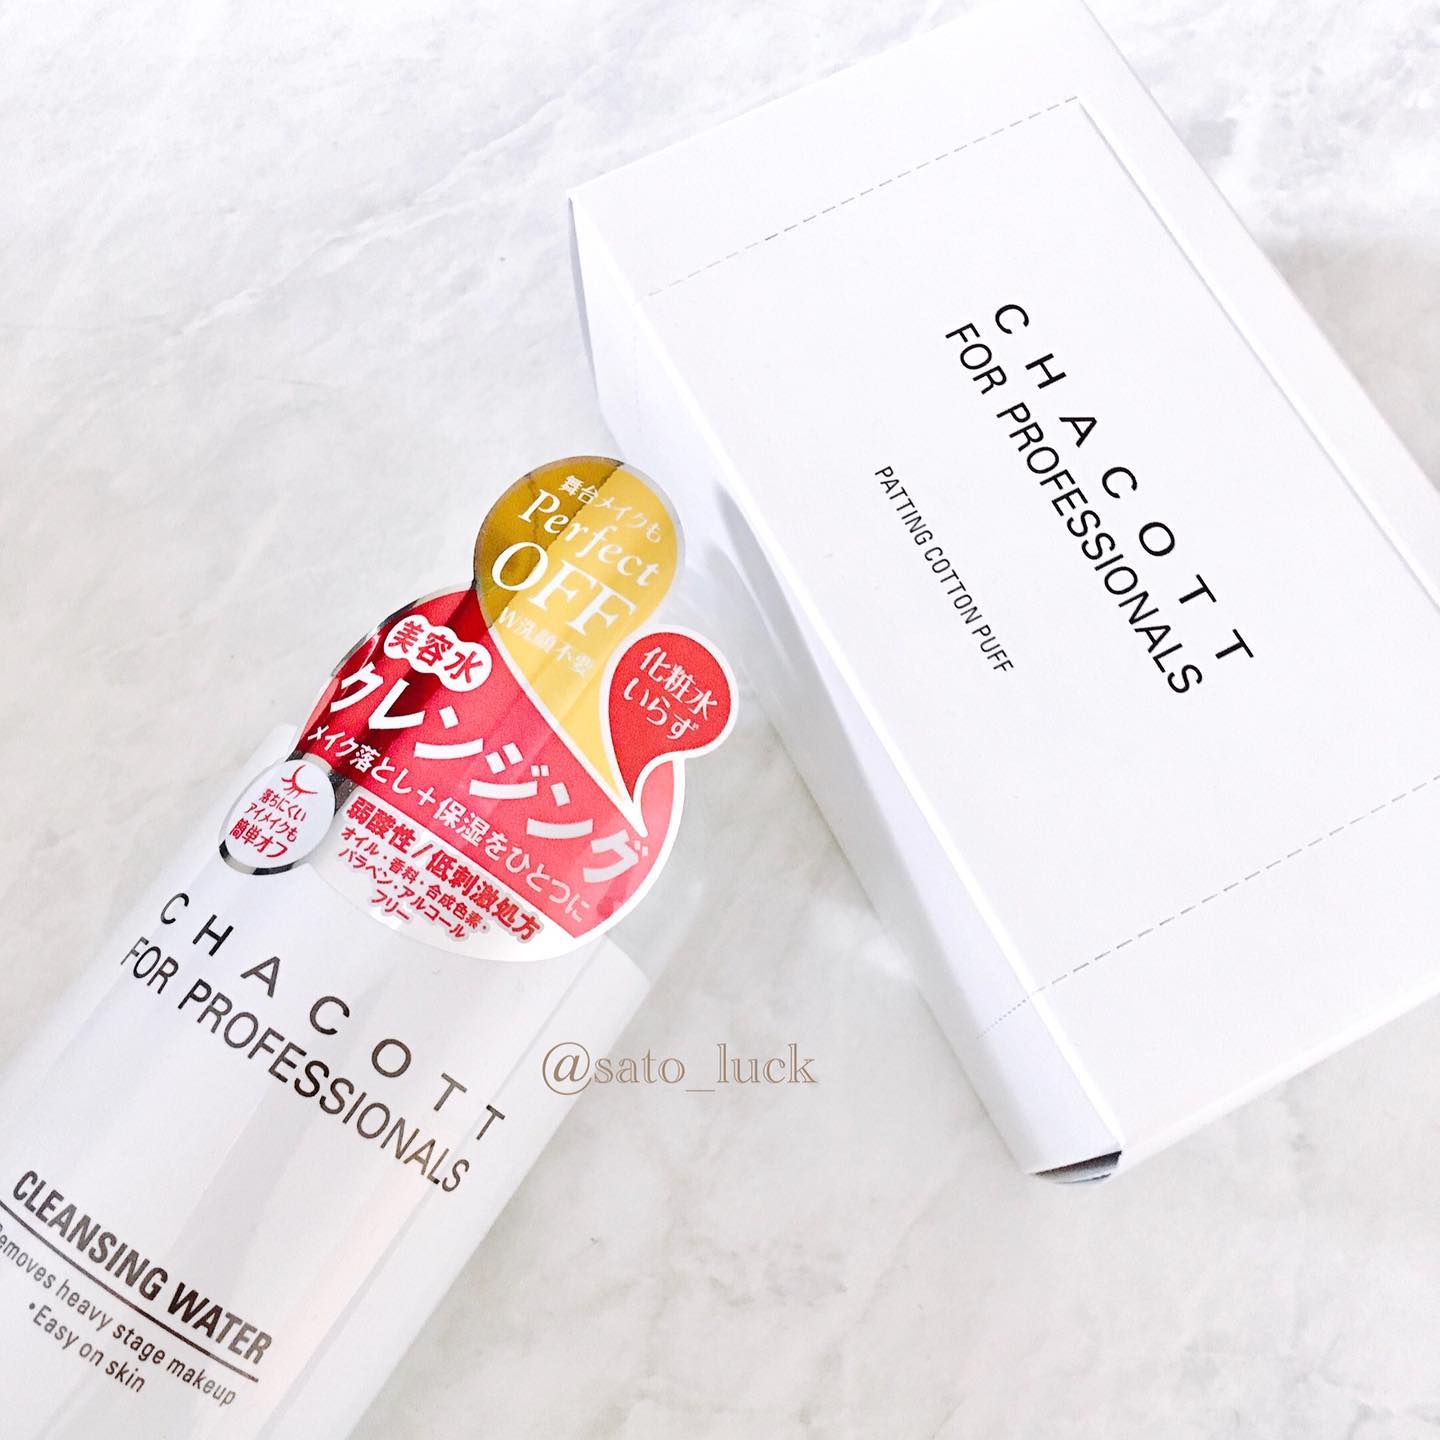 CHACOTT
FOR PROFESSIONALS
PATTING COTTON PUFF
舞台メイクも
Perfect
OFF
W洗顔不要
化粧水
いらず
美容水
クレンジング
メイク落とし+保湿をひとつに
弱酸性/低刺激処方
オイル・香料・合成色素・
パラベン・アルコール
フリー
落ちにくい
アイメイクも
簡単オフ
CHACOTT
FOR PROFESSIONALS
CLEANSING WATER
Removes heavy stage makeup
•Easy on skin
@sato_luck